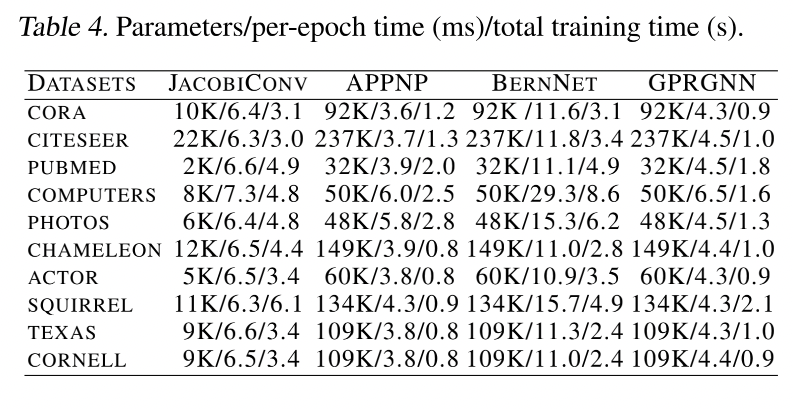 Table 4. Parameters/per-epoch time (ms)/total training time (s).
DATASETS JACOBICONV APPNP BERNNET GPRGNN
CORA 10K/6.4/3.1 92K/3.6/1.2 92K /11.6/3.1 92K/4.3/0.9
CITESEER 22K/6.3/3.0 237K/3.7/1.3 237K/11.8/3.4 237K/4.5/1.0
PUBMED 2K/6.6/4.9 32K/3.9/2.0 32K/11.1/4.9 32K/4.5/1.8
COMPUTERS 8K/7.3/4.8 50K/6.0/2.5 50K/29.3/8.6 50K/6.5/1.6
PHOTOS 6K/6.4/4.8 48K/5.8/2.8 48K/15.3/6.2 48K/4.5/1.3
CHAMELEON 12K/6.5/4.4 149K/3.9/0.8 149K/11.0/2.8 149K/4.4/1.0
ACTOR 5K/6.5/3.4 60K/3.8/0.8 60K/10.9/3.5 60K/4.3/0.9
SQUIRREL 11K/6.3/6.1 134K/4.3/0.9 134K/15.7/4.9 134K/4.3/2.1
TEXAS 9K/6.6/3.4 109K/3.8/0.8 109K/11.3/2.4 109K/4.3/1.0
CORNELL 9K/6.5/3.4 109K/3.8/0.8 109K/11.0/2.4 109K/4.4/0.9